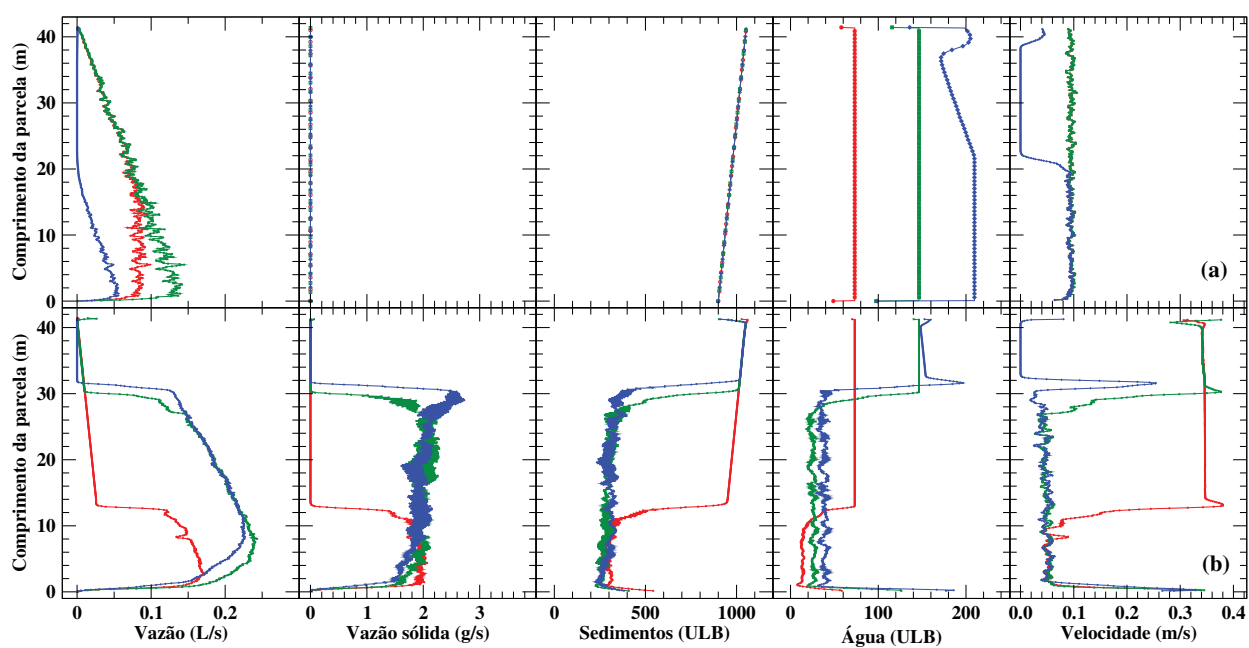 Comprimento da parcela (m)
40
30
20
10
0
(a)
Comprimento da parcela (m)
40
30
20
10
0
(b)
0 0.1 0.2
0 2 4
0 500 1000
0 100 200
0.0 0.1 0.2 0.3 0.4
Vazão (L/s)
Vazão sólida (g/s)
Sedimentos (ULB)
Água (ULB)
Velocidade (m/s)